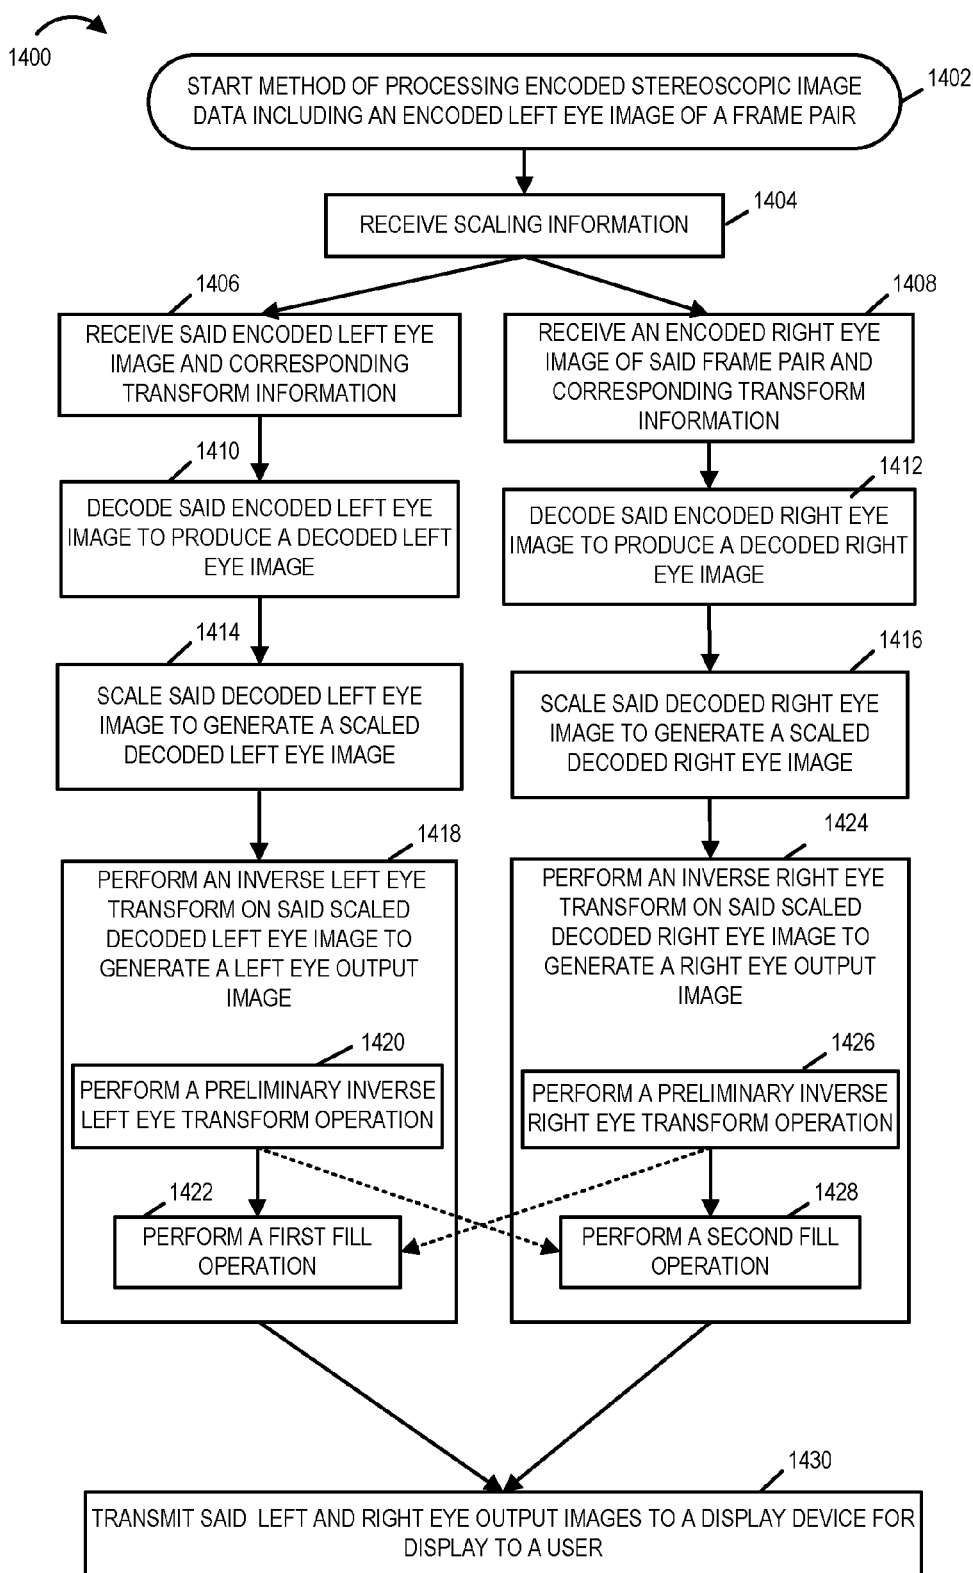 1400
1402
START METHOD OF PROCESSING ENCODED STEREOSCOPIC IMAGE
DATA INCLUDING AN ENCODED LEFT EYE IMAGE OF A FRAME PAIR
1404
RECEIVE SCALING INFORMATION
1406
RECEIVE SAID ENCODED LEFT EYE
IMAGE AND CORRESPONDING
TRANSFORM INFORMATION
1408
RECEIVE AN ENCODED RIGHT EYE
IMAGE OF SAID FRAME PAIR AND
CORRESPONDING TRANSFORM
INFORMATION
1410
DECODE SAID ENCODED LEFT EYE
IMAGE TO PRODUCE A DECODED LEFT
EYE IMAGE
1412
DECODE SAID ENCODED RIGHT EYE
IMAGE TO PRODUCE A DECODED RIGHT
EYE IMAGE
1414
SCALE SAID DECODED LEFT EYE
IMAGE TO GENERATE A SCALED
DECODED LEFT EYE IMAGE
1416
SCALE SAID DECODED RIGHT EYE
IMAGE TO GENERATE A SCALED
DECODED RIGHT EYE IMAGE
1418
PERFORM AN INVERSE LEFT EYE
TRANSFORM ON SAID SCALED
DECODED LEFT EYE IMAGE TO
GENERATE A LEFT EYE OUTPUT
IMAGE
1420
PERFORM A PRELIMINARY INVERSE
LEFT EYE TRANSFORM OPERATION
1422
PERFORM A FIRST FILL
OPERATION
1424
PERFORM AN INVERSE RIGHT EYE
TRANSFORM ON SAID SCALED
DECODED RIGHT EYE IMAGE TO
GENERATE A RIGHT EYE OUTPUT
IMAGE
1426
PERFORM A PRELIMINARY INVERSE
RIGHT EYE TRANSFORM OPERATION
1428
PERFORM A SECOND FILL
OPERATION
1430
TRANSMIT SAID LEFT AND RIGHT EYE OUTPUT IMAGES TO A DISPLAY DEVICE FOR
DISPLAY TO A USER